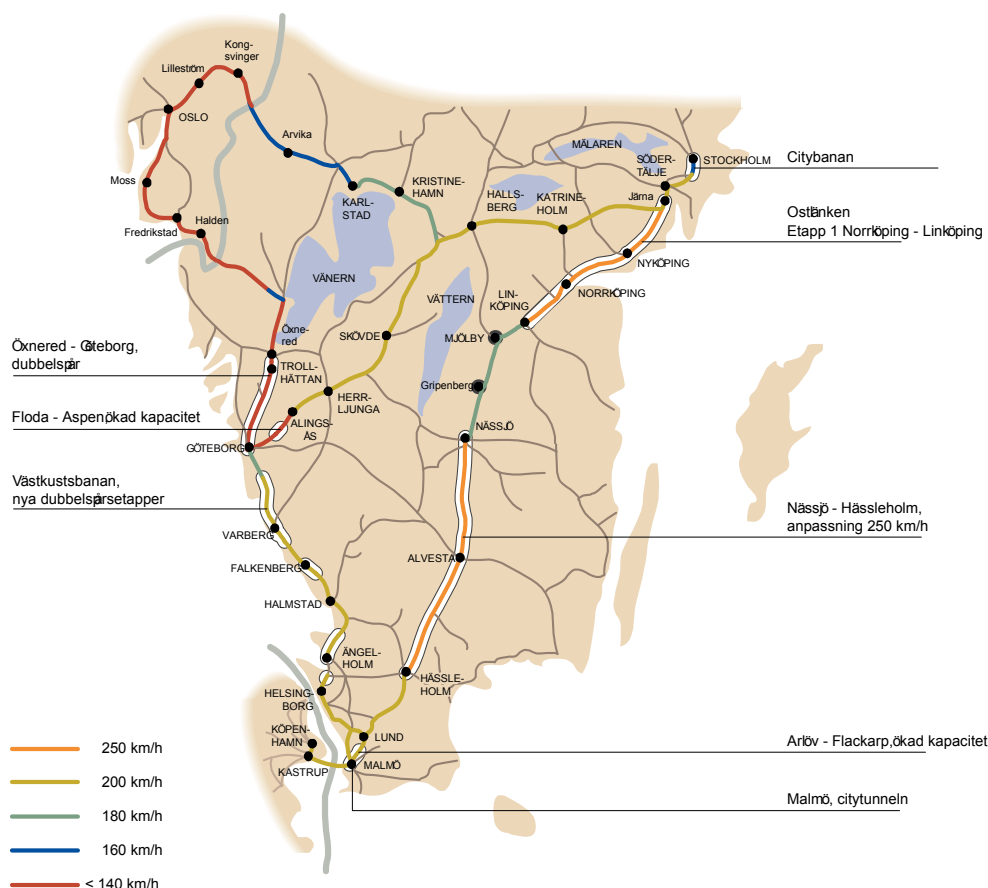 Kong-
svinger
Lilleström
OSLO
Arvika
MÄLAREN
SÖDER-
TÄLJE
STOCKHOLM
Citybanan
Moss
KARL-
STAD
KRISTINE-
HAMN
HALLS-
BERG
KATRINE-
HOLM
Järna
Fredrikstad
Halden
Ostlänken
Etapp 1 Norrköping - Linköping
NYKÖPING
VÄNERN
VÄTTERN
LIN-
KÖPING
NORRKÖPING
Öxne-
red
SKÖVDE
MJÖLBY
Öxnered - Göteborg,
dubbelspår
TROLL-
HÄTTAN
Gripenberg
HERR-
LJUNGA
Floda - Aspen,ökad kapacitet
ALINGS-
ÅS
NÄSSJÖ
GÖTEBORG
Västkustsbanan,
nya dubbelspårsetapper
Nässjö - Hässleholm,
anpassning 250 km/h
VARBERG
ALVESTA
FALKENBERG
HALMSTAD
ÄNGEL-
HOLM
HÄSSLE-
HOLM
HELSING-
BORG
KÖPEN-
HAMN
LUND
KASTRUP
MALMÖ
Arlöv - Flackarp,ökad kapacitet
Malmö, citytunneln
250 km/h
200 km/h
180 km/h
160 km/h
< 140 km/h